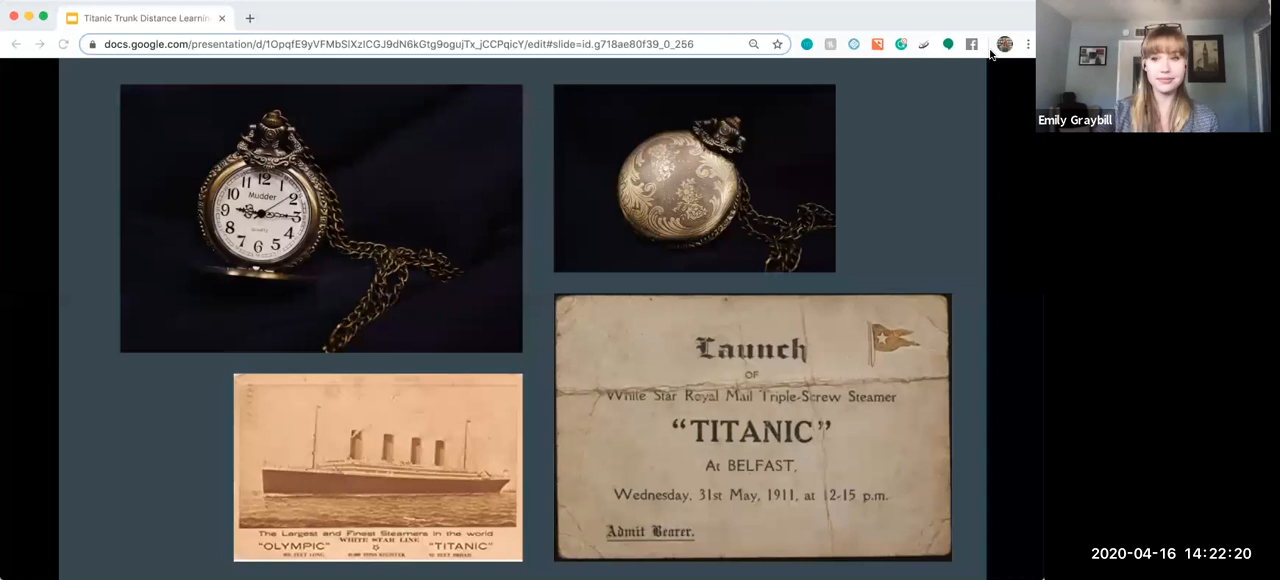 Titanic Trunk Distance Learnin
docs.google.com/presentation/d/1OpqfE9yVFMbSIXzICGJ9dN6kGtg9ogujTx_jCCPqicY/edit#slide=id.g718ae80f39_0_256
Emily Graybill
12
11
10
2
Mudder
9
3
8
4
7
6
5
Launch
OF
White Star Royal Mail Triple-Screw Steamer
“TITANIC”
At BELFAST,
Wednesday, 31st May, 1911, at 12-15 p.m.
Admit Bearer.
The Largest and Finest Steamers in the world
WHITE STAR LINE
"OLYMPIC" & "TITANIC"
2020-04-16 14:22:20